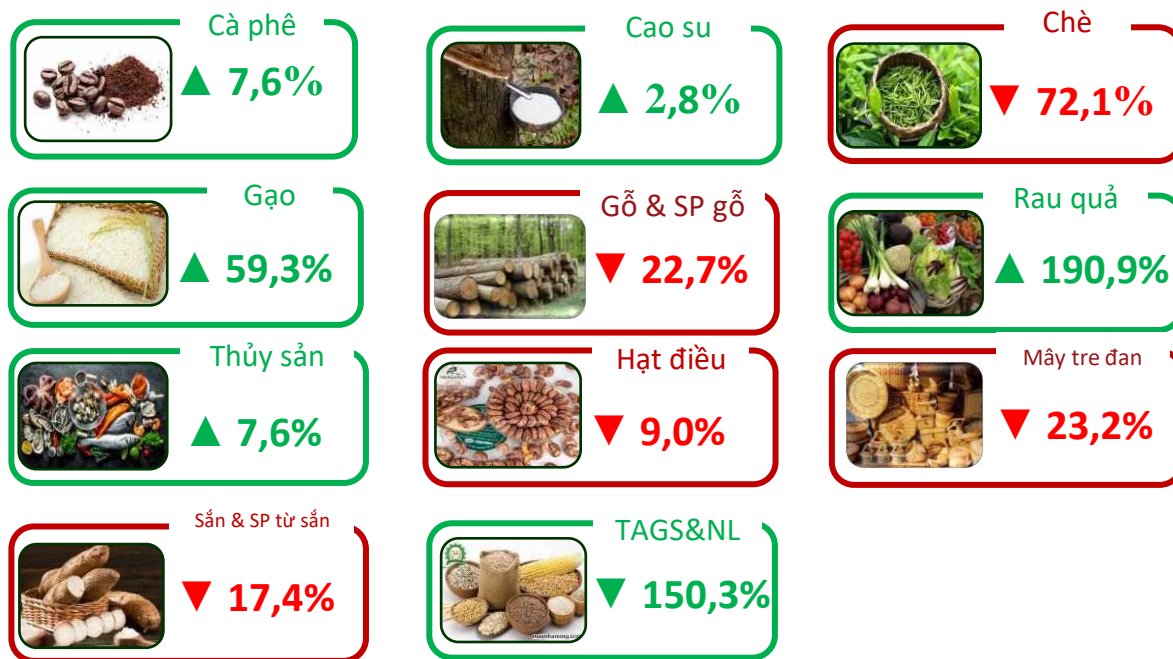 Cà phê
▲ 7,6%
Cao su
▲ 2,8%
Chè
▼ 72,1%
Gạo
▲ 59,3%
Gỗ & SP gỗ
▼ 22,7%
Rau quả
▲ 190,9%
Thủy sản
▲ 7,6%
Hạt điều
▼ 9,0%
Mây tre đan
▼ 23,2%
Sắn & SP từ sắn
▼ 17,4%
TAGS&NL
▼ 150,3%